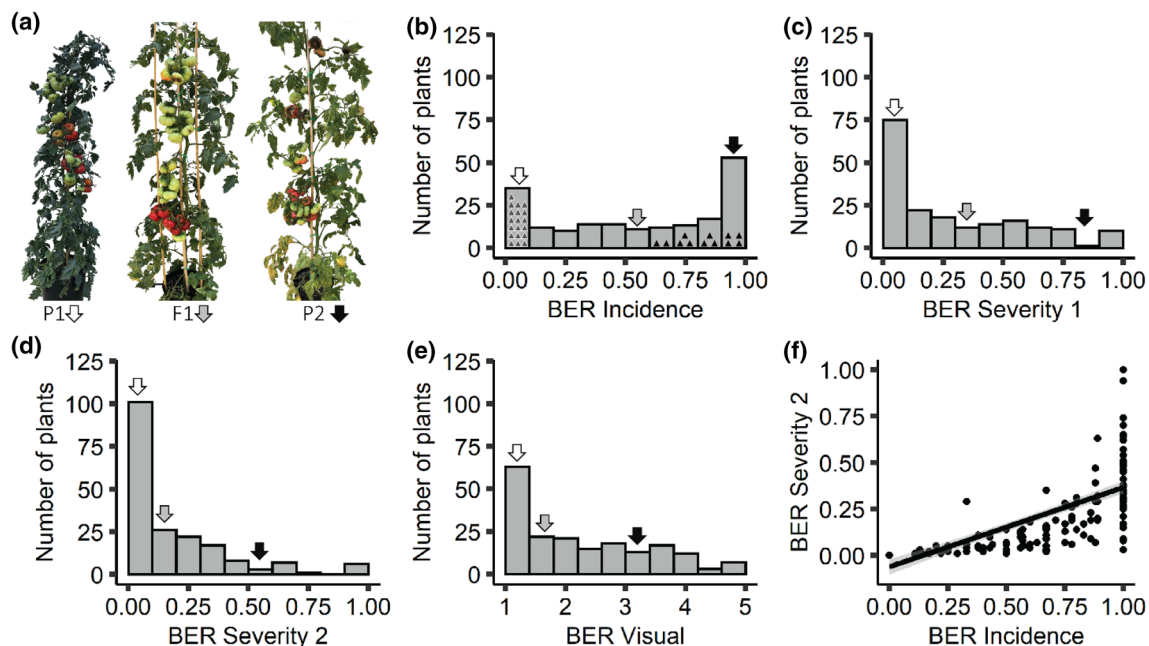 (a)
P1 F1 P2
(b)
Number of plants
125
100
75
50
25
0
0.00 0.25 0.50 0.75 1.00
BER Incidence
(c)
Number of plants
125
100
75
50
25
0
0.00 0.25 0.50 0.75 1.00
BER Severity 1
(d)
Number of plants
125
100
75
50
25
0
0.00 0.25 0.50 0.75 1.00
BER Severity 2
(e)
Number of plants
125
100
75
50
25
0
1 2 3 4 5
BER Visual
(f)
BER Severity 2
1.00
0.75
0.50
0.25
0.00
0.00 0.25 0.50 0.75 1.00
BER Incidence